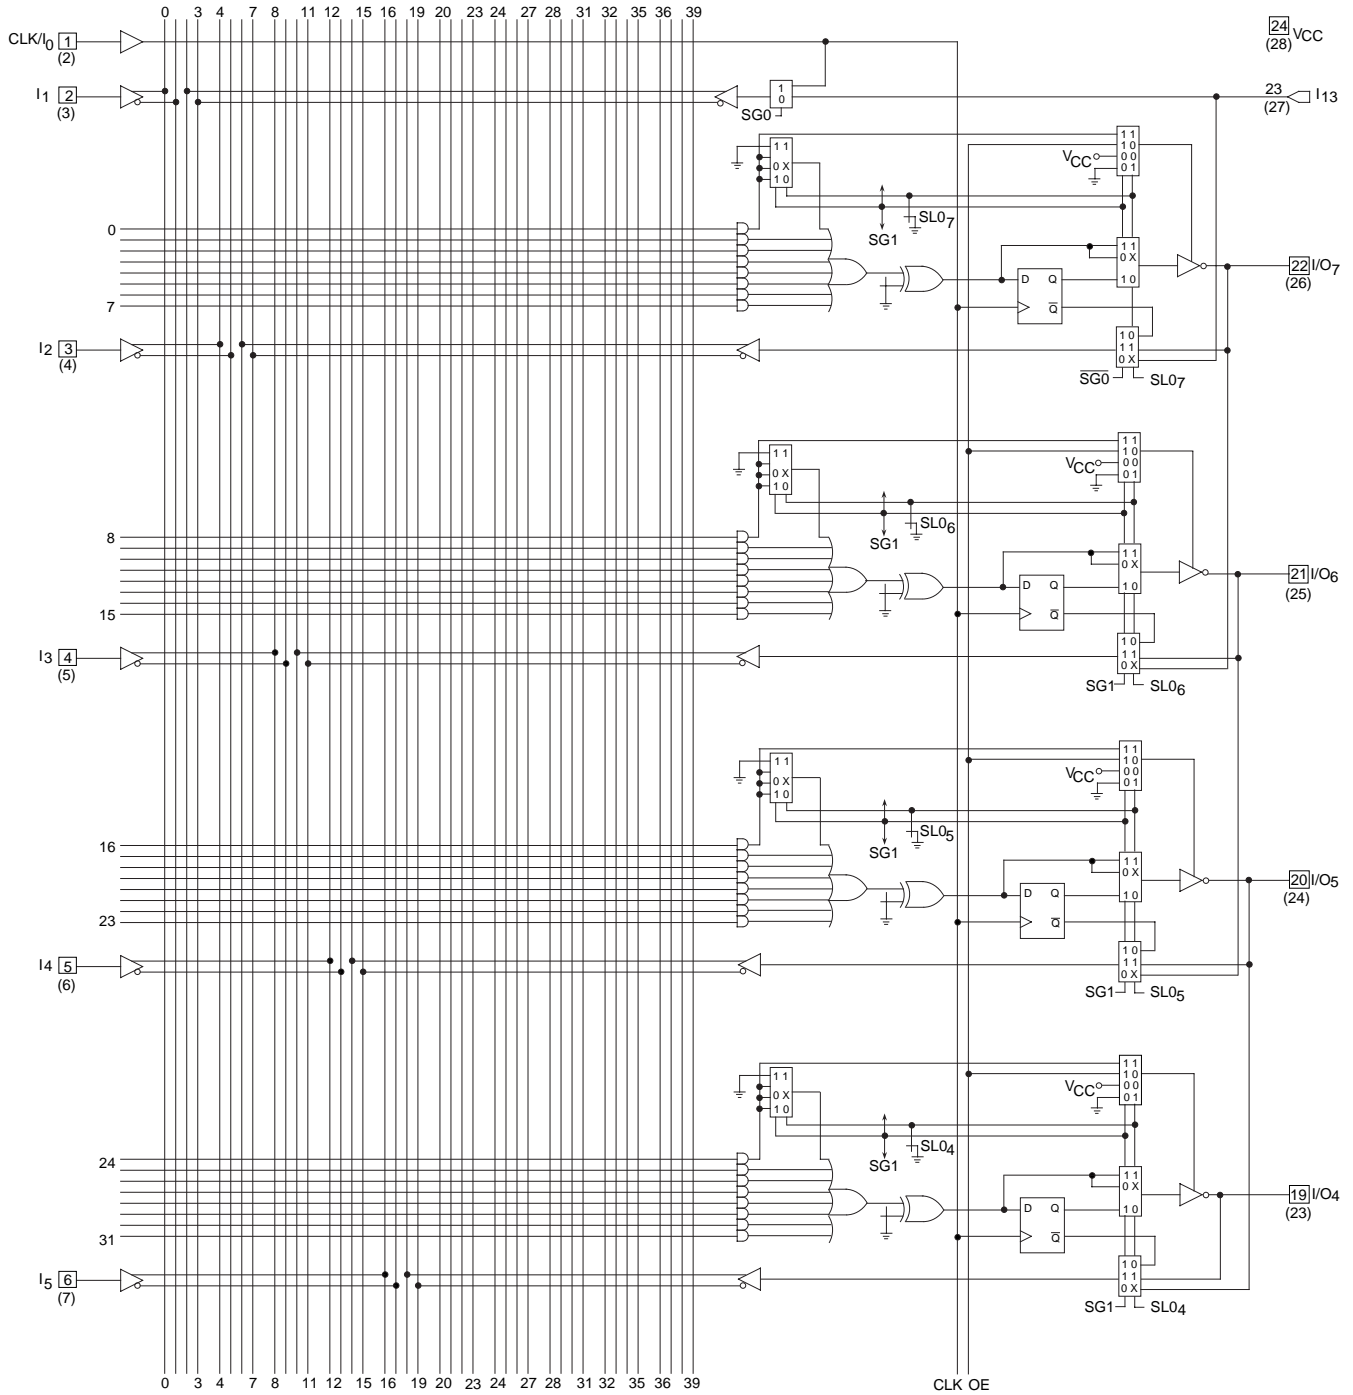 0 3 4 7 8 11 12 15 16 19 20 23 24 27 28 31 32 35 36 39
CLK/I0 1 (2)
24 (28) VCC
I1 2 (3)
1 0
SG0
23 (27) I13
1 1
0 X
1 0
1 1
1 0
0 0
0 1
VCC
SL07
SG1
0
7
D Q
Q
1 1
0 X
1 0
22 I/O7 (26)
I2 3 (4)
1 0
1 1
0 X
SG0 SL07
1 1
0 X
1 0
1 1
1 0
0 0
0 1
VCC
SL06
SG1
8
15
D Q
Q
1 1
0 X
1 0
21 I/O6 (25)
I3 4 (5)
1 0
1 1
0 X
SG1 SL06
1 1
0 X
1 0
1 1
1 0
0 0
0 1
VCC
SL05
SG1
16
23
D Q
Q
1 1
0 X
1 0
20 I/O5 (24)
I4 5 (6)
1 0
1 1
0 X
SG1 SL05
1 1
0 X
1 0
1 1
1 0
0 0
0 1
VCC
SL04
SG1
24
31
D Q
Q
1 1
0 X
1 0
19 I/O4 (23)
I5 6 (7)
1 0
1 1
0 X
SG1 SL04
0 3 4 7 8 11 12 15 16 19 20 23 24 27 28 31 32 35 36 39
CLK OE